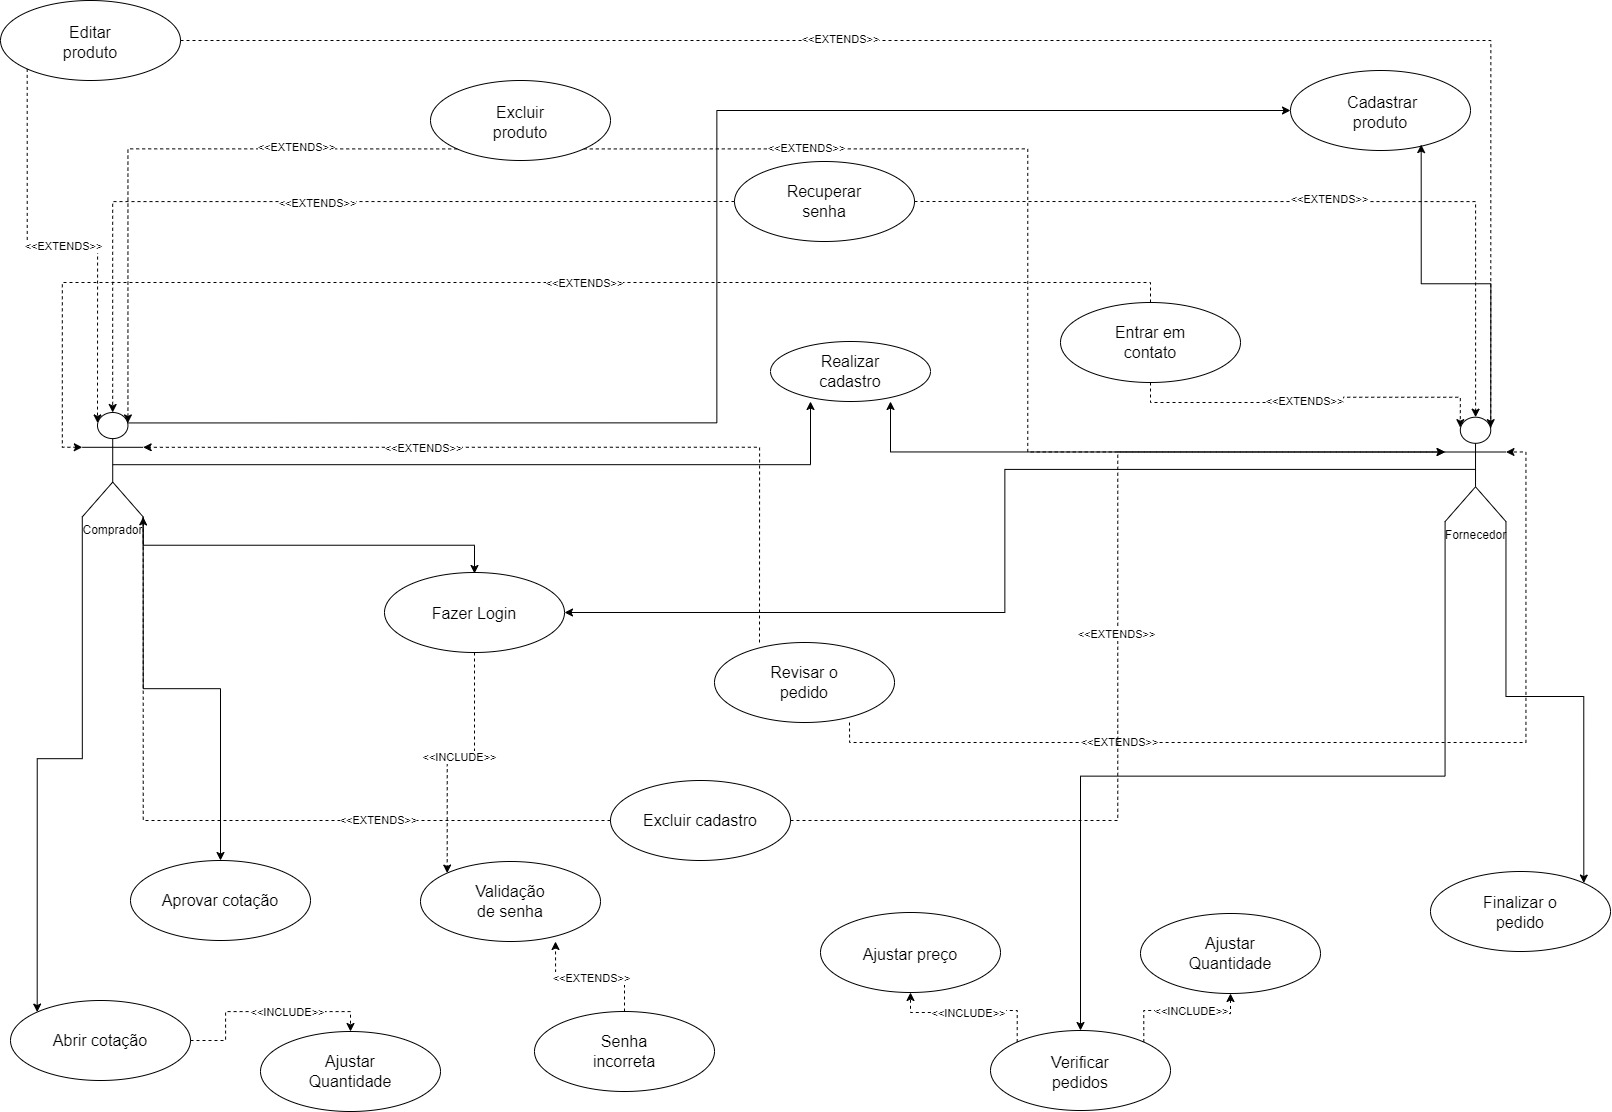 Editar
produto
<<EXTENDS>>
Excluir
produto
Cadastrar
produto
<<EXTENDS>>
<<EXTENDS>>
Recuperar
senha
<<EXTENDS>>
<<EXTENDS>>
<<EXTENDS>>
<<EXTENDS>>
Entrar em
contato
Realizar
cadastro
<<EXTENDS>>
<<EXTENDS>>
Comprador
Fornecedor
Fazer Login
<<EXTENDS>>
Revisar o
pedido
<<EXTENDS>>
<<INCLUDE>>
<<EXTENDS>>
Excluir cadastro
Aprovar cotação
Validação
de senha
Finalizar o
pedido
Ajustar preço
Ajustar
Quantidade
<<EXTENDS>>
<<INCLUDE>>
<<INCLUDE>>
<<INCLUDE>>
Abrir cotação
Ajustar
Quantidade
Senha
incorreta
Verificar
pedidos